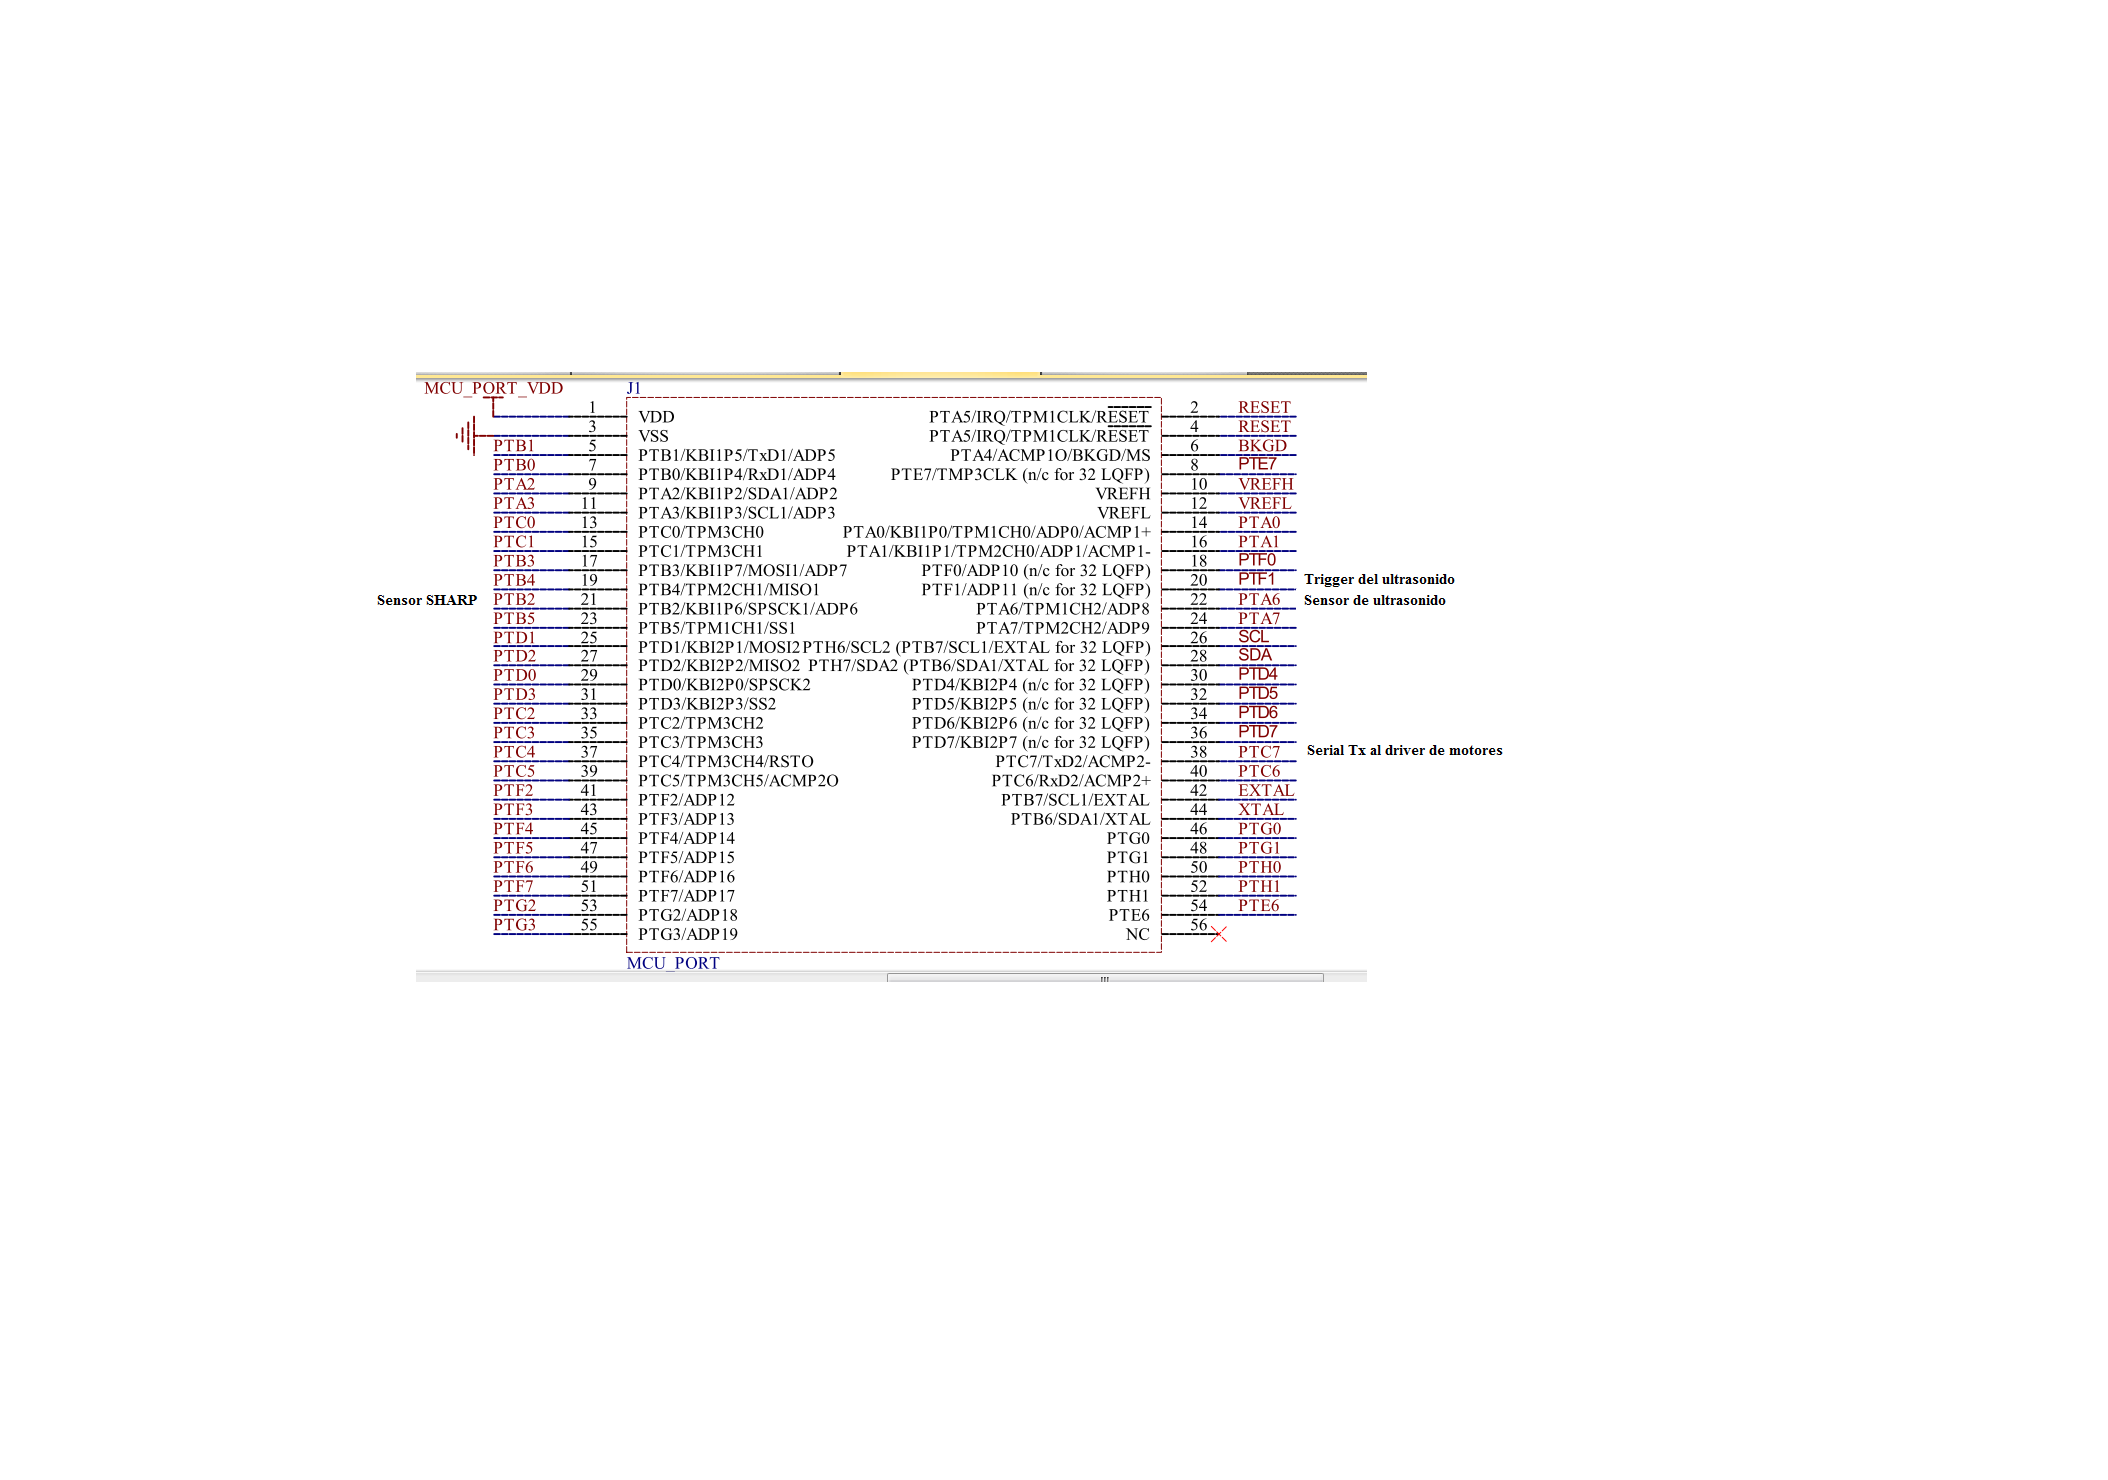 MCU_PORT_VDD
J1
1 VDD PTA5/IRQ/TPM1CLK/RESET 2 RESET
3 VSS PTA5/IRQ/TPM1CLK/RESET 4 RESET
PTB1 5 PTB1/KBI1P5/TxD1/ADP5 PTA4/ACMP1O/BKGD/MS 6 BKGD
PTB0 7 PTB0/KBI1P4/RxD1/ADP4 PTE7/TMP3CLK (n/c for 32 LQFP) 8 PTE7
PTA2 9 PTA2/KBI1P2/SDA1/ADP2 VREFH 10 VREFH
PTA3 11 PTA3/KBI1P3/SCL1/ADP3 VREFL 12 VREFL
PTC0 13 PTC0/TPM3CH0 PTA0/KBI1P0/TPM1CH0/ADP0/ACMP1+ 14 PTA0
PTC1 15 PTC1/TPM3CH1 PTA1/KBI1P1/TPM2CH0/ADP1/ACMP1- 16 PTA1
PTB3 17 PTB3/KBI1P7/MOSI1/ADP7 PTF0/ADP10 (n/c for 32 LQFP) 18 PTF0
PTB4 19 PTB4/TPM2CH1/MISO1 PTF1/ADP11 (n/c for 32 LQFP) 20 PTF1 Trigger del ultrasonido
Sensor SHARP PTB2 21 PTB2/KBI1P6/SPSCK1/ADP6 PTA6/TPM1CH2/ADP8 22 PTA6 Sensor de ultrasonido
PTB5 23 PTB5/TPM1CH1/SS1 PTA7/TPM2CH2/ADP9 24 PTA7
PTD1 25 PTD1/KBI2P1/MOSI2 PTH6/SCL2 (PTB7/SCL1/EXTAL for 32 LQFP) 26 SCL
PTD2 27 PTD2/KBI2P2/MISO2 PTH7/SDA2 (PTB6/SDA1/XTAL for 32 LQFP) 28 SDA
PTD0 29 PTD0/KBI2P0/SPSCK2 PTD4/KBI2P4 (n/c for 32 LQFP) 30 PTD4
PTD3 31 PTD3/KBI2P3/SS2 PTD5/KBI2P5 (n/c for 32 LQFP) 32 PTD5
PTC2 33 PTC2/TPM3CH2 PTD6/KBI2P6 (n/c for 32 LQFP) 34 PTD6
PTC3 35 PTC3/TPM3CH3 PTD7/KBI2P7 (n/c for 32 LQFP) 36 PTD7
PTC4 37 PTC4/TPM3CH4/RSTO PTC7/TxD2/ACMP2- 38 PTC7 Serial Tx al driver de motores
PTC5 39 PTC5/TPM3CH5/ACMP2O PTC6/RxD2/ACMP2+ 40 PTC6
PTF2 41 PTF2/ADP12 PTB7/SCL1/EXTAL 42 EXTAL
PTF3 43 PTF3/ADP13 PTB6/SDA1/XTAL 44 XTAL
PTF4 45 PTF4/ADP14 PTG0 46 PTG0
PTF5 47 PTF5/ADP15 PTG1 48 PTG1
PTF6 49 PTF6/ADP16 PTH0 50 PTH0
PTF7 51 PTF7/ADP17 PTH1 52 PTH1
PTG2 53 PTG2/ADP18 PTE6 54 PTE6
PTG3 55 PTG3/ADP19 NC 56
MCU_PORT